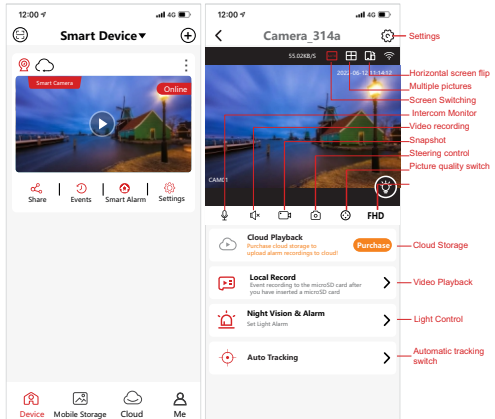 12:00
4G
Smart Device
Smart Camera
Online
Share
Events
Smart Alarm
Settings
Device
Mobile Storage
Cloud
Me
12:00
4G
Camera_314a
55.02KB/S
2022-06-12 11:14:12
CAM01
FHD
Cloud Playback
Purchase cloud storage to
upload alarm recordings to cloud!
Purchase
Local Record
Event recording to the microSD card after
you have inserted a microSD card
Night Vision & Alarm
Set Light Alarm
Auto Tracking
Settings
Horizontal screen flip
Multiple pictures
Screen Switching
Intercom Monitor
Video recording
Snapshot
Steering control
Picture quality switch
Cloud Storage
Video Playback
Light Control
Automatic tracking
switch